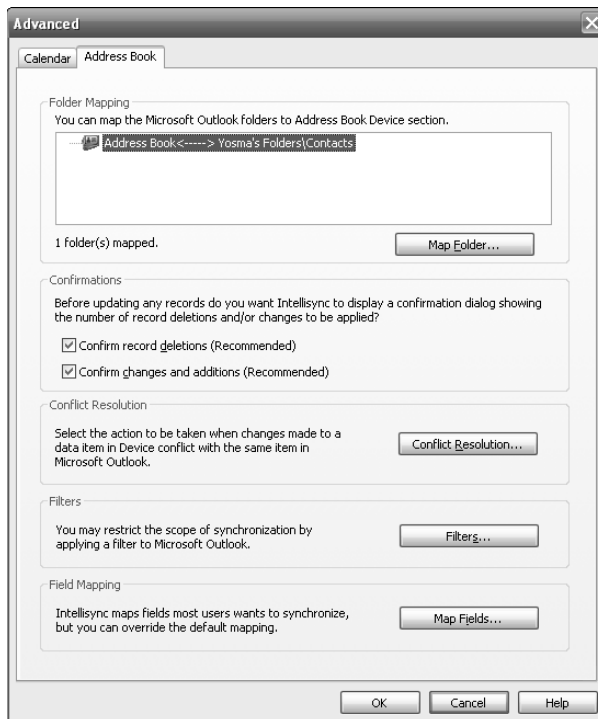 Advanced
Calendar
Address Book
Folder Mapping
You can map the Microsoft Outlook folders to Address Book Device section.
Address Book<-----> Yosma's Folders\Contacts
1 folder(s) mapped.
Map Folder...
Confirmations
Before updating any records do you want Intellisync to display a confirmation dialog showing
the number of record deletions and/or changes to be applied?
Confirm record deletions (Recommended)
Confirm changes and additions (Recommended)
Conflict Resolution
Select the action to be taken when changes made to a
data item in Device conflict with the same item in
Microsoft Outlook.
Conflict Resolution...
Filters
You may restrict the scope of synchronization by
applying a filter to Microsoft Outlook.
Filters...
Field Mapping
Intellisync maps fields most users wants to synchronize,
but you can override the default mapping.
Map Fields...
OK
Cancel
Help